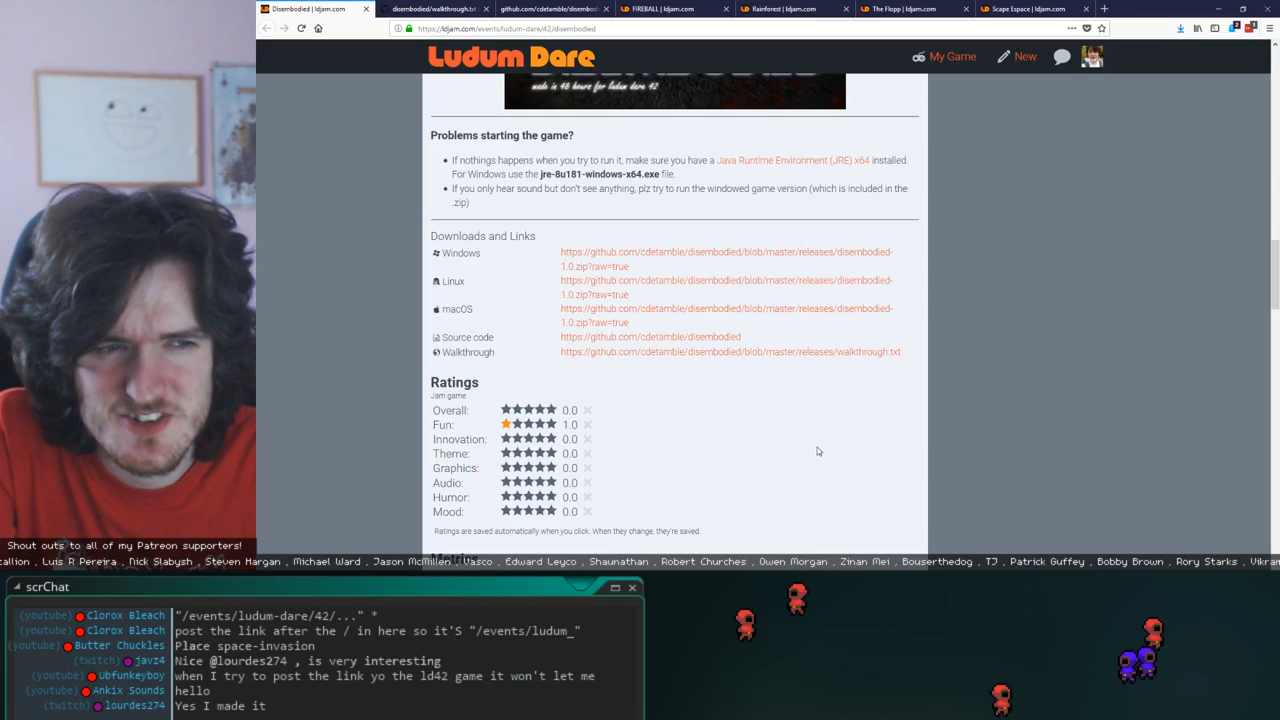 Disembodied | ldjam.com
disembodied/walkthrough.txt
github.com/cdetamble/disembod
FIREBALL | ldjam.com
Rainforest | ldjam.com
The Flopp | ldjam.com
Scape Espace | ldjam.com
https://ldjam.com/events/ludum-dare/42/disembodied
Ludum Dare
My Game
New
made in 48 hours for ludum dare 42
Problems starting the game?
If nothings happens when you try to run it, make sure you have a Java Runtime Environment (JRE) x64 installed.
For Windows use the jre-8u181-windows-x64.exe file.
If you only hear sound but don't see anything, plz try to run the windowed game version (which is included in the
.zip)
Downloads and Links
Windows https://github.com/cdetamble/disembodied/blob/master/releases/disembodied-
1.0.zip?raw=true
Linux https://github.com/cdetamble/disembodied/blob/master/releases/disembodied-
1.0.zip?raw=true
macOS https://github.com/cdetamble/disembodied/blob/master/releases/disembodied-
1.0.zip?raw=true
Source code https://github.com/cdetamble/disembodied
Walkthrough https://github.com/cdetamble/disembodied/blob/master/releases/walkthrough.txt
Ratings
Jam game
Overall: 0.0
Fun: 1.0
Innovation: 0.0
Theme: 0.0
Graphics: 0.0
Audio: 0.0
Humor: 0.0
Mood: 0.0
Ratings are saved automatically when you click. When they change, they're saved.
Metrics
Shout outs to all of my Patreon supporters!
callion, Luis R Pereira, Nick Slabysh, Steven Hargan, Michael Ward, Jason McMillen Vasco, Edward Leyco, Shaunathan, Robert Churches, Owen Morgan, Zinan Mei, Bouserthedog, TJ, Patrick Guffey, Bobby Brown, Rory Starks, Vikran
scrChat
(youtube) Clorox Bleach "/events/ludum-dare/42/..." *
(youtube) Clorox Bleach post the link after the / in here so it'S "/events/ludum_"
(youtube) Butter Chuckles Place space-invasion
(twitch) javz4 Nice @lourdes274 , is very interesting
(youtube) Ubfunkeyboy when I try to post the link yo the ld42 game it won't let me
(youtube) Ankix Sounds hello
(twitch) lourdes274 Yes I made it